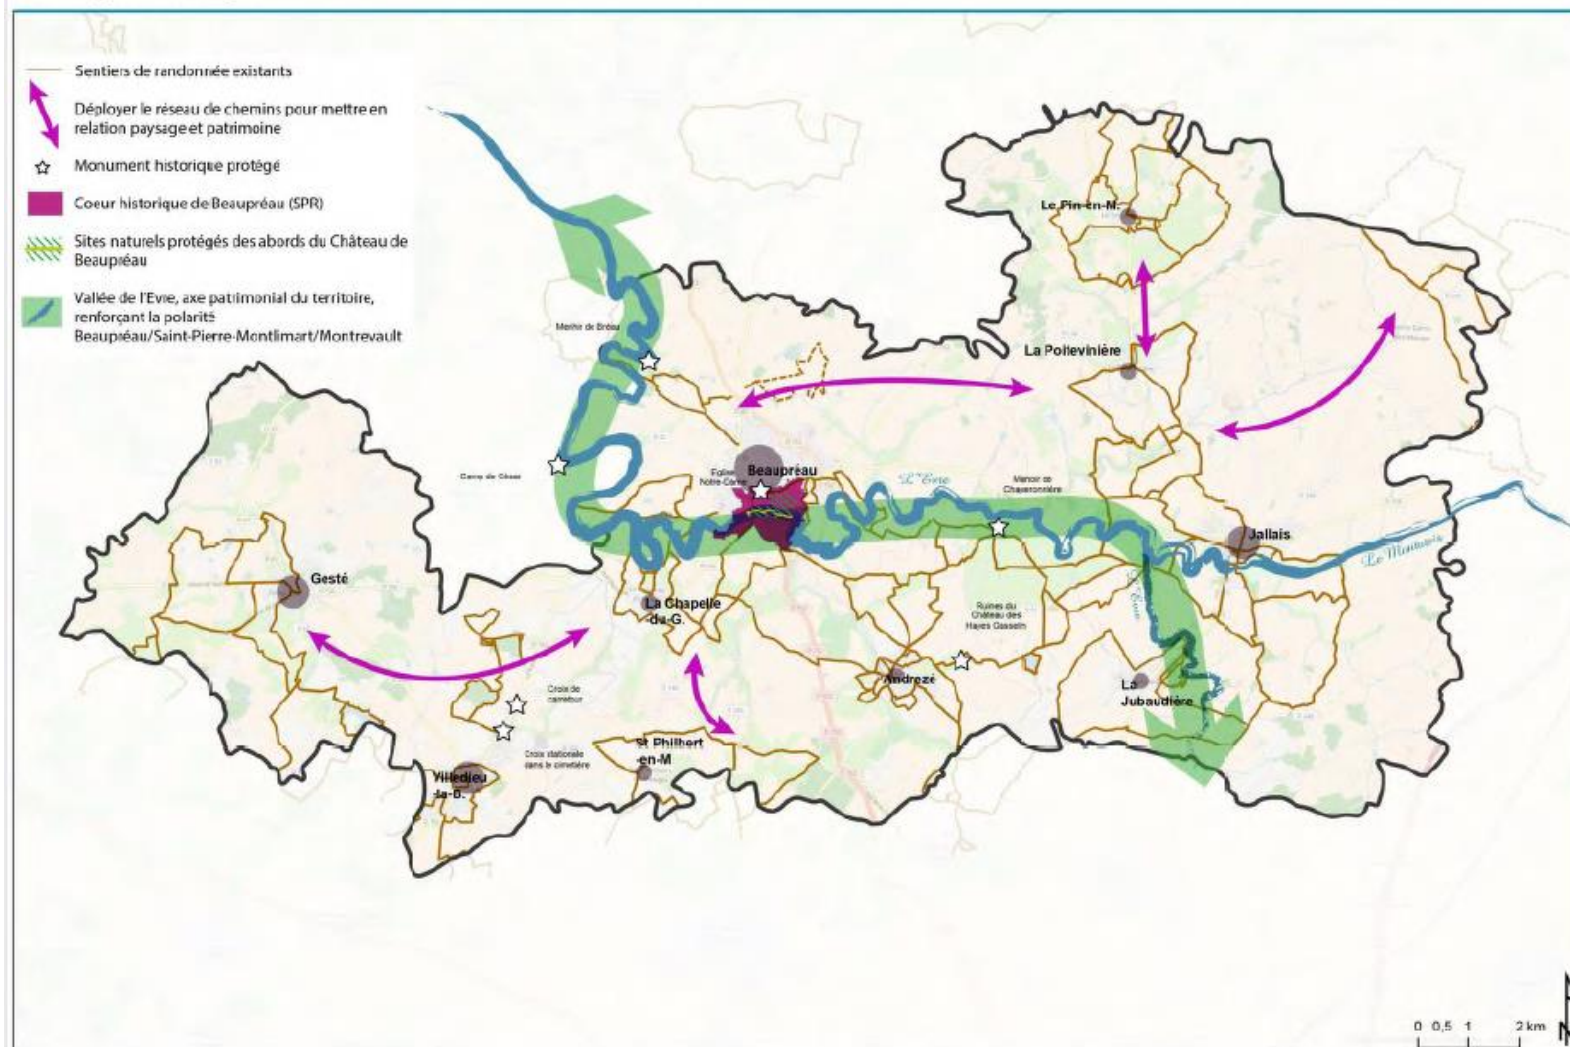 Sentiers de randonnée existants
Déployer le réseau de chemins pour mettre en
relation paysage et patrimoine
Monument historique protégé
Coeur historique de Beaupréau (SPR)
Sites naturels protégés des abords du Château de
Beaupréau
Vallée de l'Evre, axe patrimonial du territoire,
renforçant la polarité
Beaupréau/Saint-Pierre-Montlimart/Montrevault
Le Pin-en-M.
Menhir de Bréau
La Poitevinière
Beaupréau
Eglise
Notre-Dame
Camp de César
L'Evre
Manoir de
Jallais
Le Montatais
Gesté
La Chapelle
-du-G.
Ruines du
Château des
Hayes Gasselin
L'Evre
Andrezé
La
Jubaudière
Croix de
carrefour
St Philbert
-en-M
Croix stationale
dans le cimetière
Villedieu
-la-B.
0 0,5 1 2 km
N